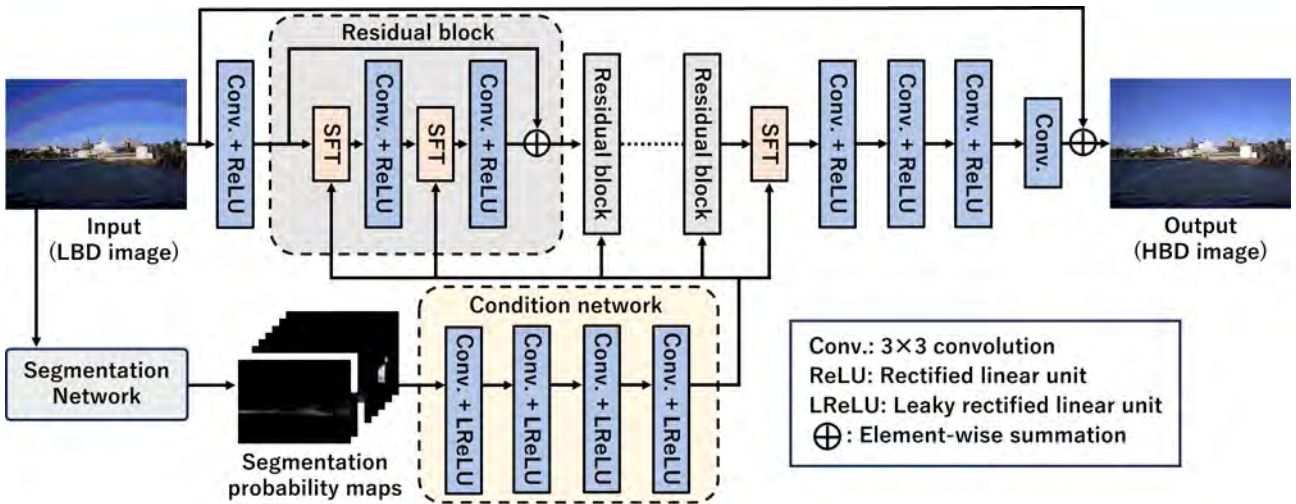 Residual block
Conv. + ReLU
SFT
Conv. + ReLU
SFT
Conv. + ReLU
Residual block
Residual block
SFT
Conv. + ReLU
Conv. + ReLU
Conv. + ReLU
Conv.
Input
(LBD image)
Output
(HBD image)
Segmentation
Network
Segmentation
probability maps
Condition network
Conv. + LReLU
Conv. + LReLU
Conv. + LReLU
Conv. + LReLU
Conv.: 3×3 convolution
ReLU: Rectified linear unit
LReLU: Leaky rectified linear unit
⊕: Element-wise summation